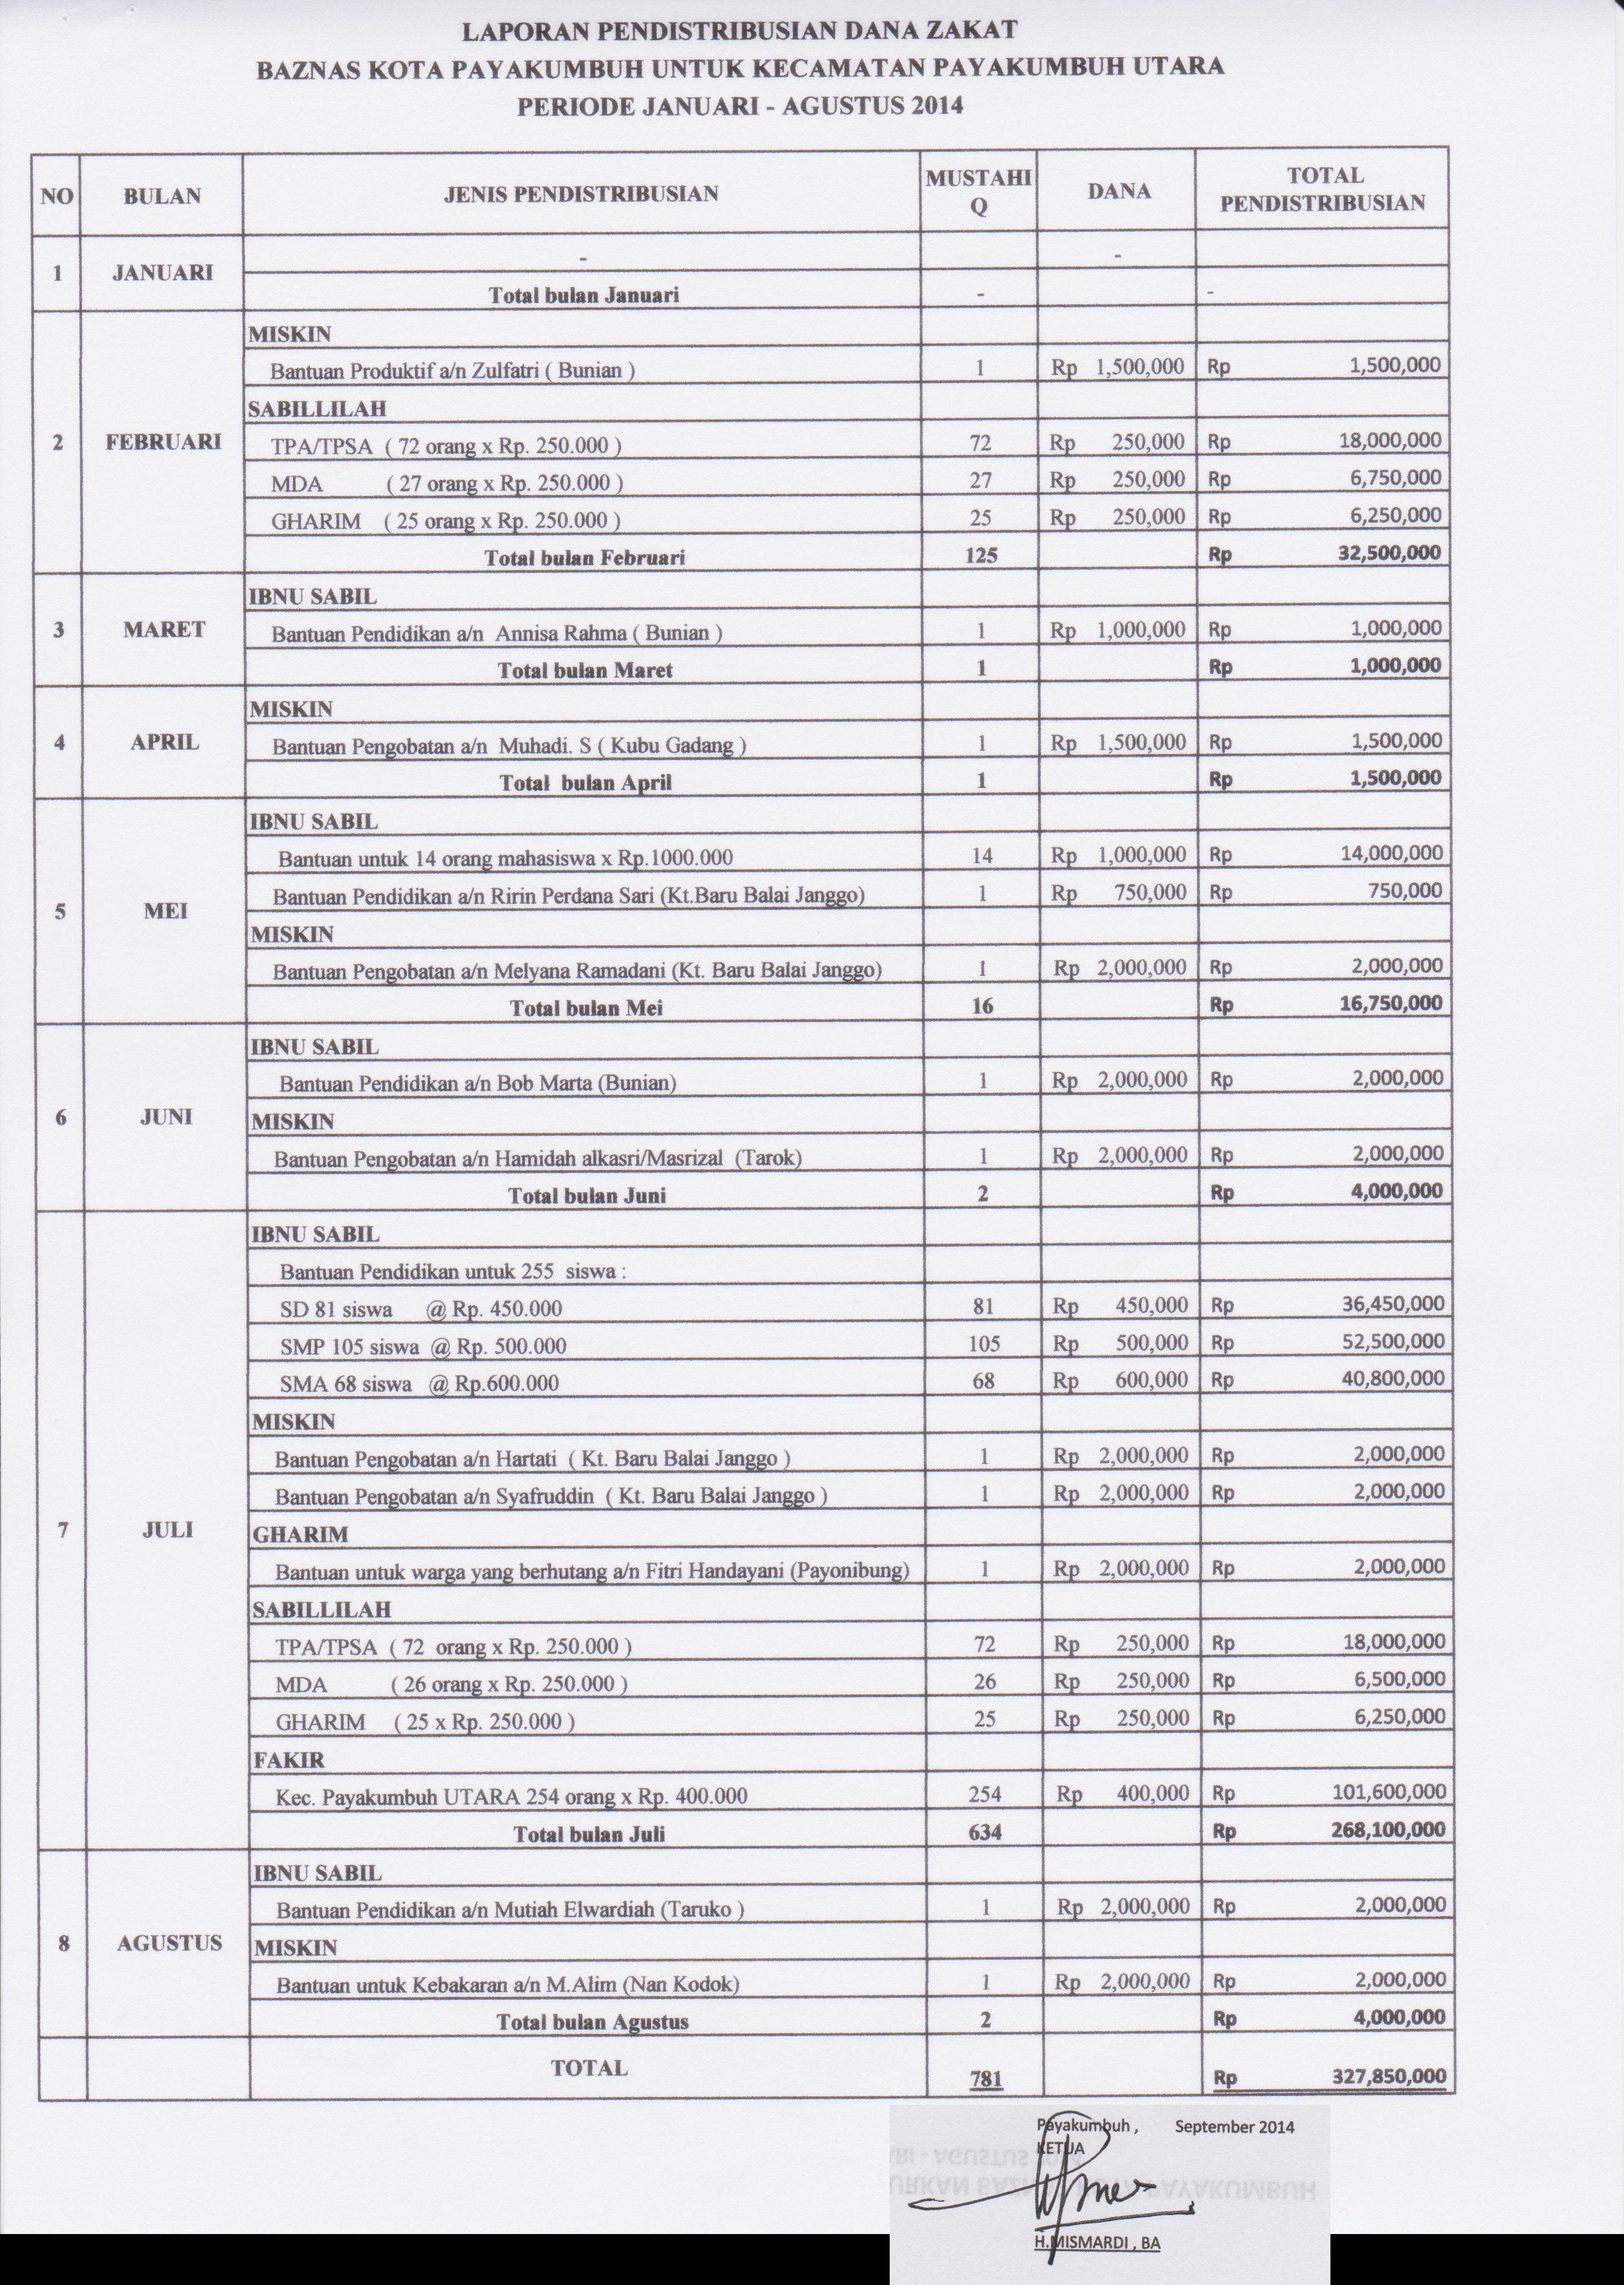 LAPORAN PENDISTRIBUSIAN DANA ZAKAT
BAZNAS KOTA PAYAKUMBUH UNTUK KECAMATAN PAYAKUMBUH UTARA
PERIODE JANUARI - AGUSTUS 2014
NO BULAN JENIS PENDISTRIBUSIAN MUSTAHI Q DANA TOTAL PENDISTRIBUSIAN
- -
1 JANUARI
Total bulan Januari - -
MISKIN
Bantuan Produktif a/n Zulfatri ( Bunian ) 1 Rp 1,500,000 Rp 1,500,000
SABILLILAH
2 FEBRUARI TPA/TPSA ( 72 orang x Rp. 250.000 ) 72 Rp 250,000 Rp 18,000,000
MDA ( 27 orang x Rp. 250.000 ) 27 Rp 250,000 Rp 6,750,000
GHARIM ( 25 orang x Rp. 250.000 ) 25 Rp 250,000 Rp 6,250,000
Total bulan Februari 125 Rp 32,500,000
IBNU SABIL
3 MARET Bantuan Pendidikan a/n Annisa Rahma ( Bunian ) 1 Rp 1,000,000 Rp 1,000,000
Total bulan Maret 1 Rp 1,000,000
MISKIN
4 APRIL Bantuan Pengobatan a/n Muhadi. S ( Kubu Gadang ) 1 Rp 1,500,000 Rp 1,500,000
Total bulan April 1 Rp 1,500,000
IBNU SABIL
Bantuan untuk 14 orang mahasiswa x Rp.1000.000 14 Rp 1,000,000 Rp 14,000,000
5 MEI Bantuan Pendidikan a/n Ririn Perdana Sari (Kt.Baru Balai Janggo) 1 Rp 750,000 Rp 750,000
MISKIN
Bantuan Pengobatan a/n Melyana Ramadani (Kt. Baru Balai Janggo) 1 Rp 2,000,000 Rp 2,000,000
Total bulan Mei 16 Rp 16,750,000
IBNU SABIL
Bantuan Pendidikan a/n Bob Marta (Bunian) 1 Rp 2,000,000 Rp 2,000,000
6 JUNI MISKIN
Bantuan Pengobatan a/n Hamidah alkasri/Masrizal (Tarok) 1 Rp 2,000,000 Rp 2,000,000
Total bulan Juni 2 Rp 4,000,000
IBNU SABIL
Bantuan Pendidikan untuk 255 siswa :
SD 81 siswa @ Rp. 450.000 81 Rp 450,000 Rp 36,450,000
SMP 105 siswa @ Rp. 500.000 105 Rp 500,000 Rp 52,500,000
SMA 68 siswa @ Rp.600.000 68 Rp 600,000 Rp 40,800,000
MISKIN
Bantuan Pengobatan a/n Hartati ( Kt. Baru Balai Janggo ) 1 Rp 2,000,000 Rp 2,000,000
Bantuan Pengobatan a/n Syafruddin ( Kt. Baru Balai Janggo ) 1 Rp 2,000,000 Rp 2,000,000
7 JULI GHARIM
Bantuan untuk warga yang berhutang a/n Fitri Handayani (Payonibung) 1 Rp 2,000,000 Rp 2,000,000
SABILLILAH
TPA/TPSA ( 72 orang x Rp. 250.000 ) 72 Rp 250,000 Rp 18,000,000
MDA ( 26 orang x Rp. 250.000 ) 26 Rp 250,000 Rp 6,500,000
GHARIM ( 25 x Rp. 250.000 ) 25 Rp 250,000 Rp 6,250,000
FAKIR
Kec. Payakumbuh UTARA 254 orang x Rp. 400.000 254 Rp 400,000 Rp 101,600,000
Total bulan Juli 634 Rp 268,100,000
IBNU SABIL
Bantuan Pendidikan a/n Mutiah Elwardiah (Taruko ) 1 Rp 2,000,000 Rp 2,000,000
8 AGUSTUS MISKIN
Bantuan untuk Kebakaran a/n M.Alim (Nan Kodok) 1 Rp 2,000,000 Rp 2,000,000
Total bulan Agustus 2 Rp 4,000,000
TOTAL 781 Rp 327,850,000
Payakumbuh , September 2014
KETUA
H.MISMARDI , BA